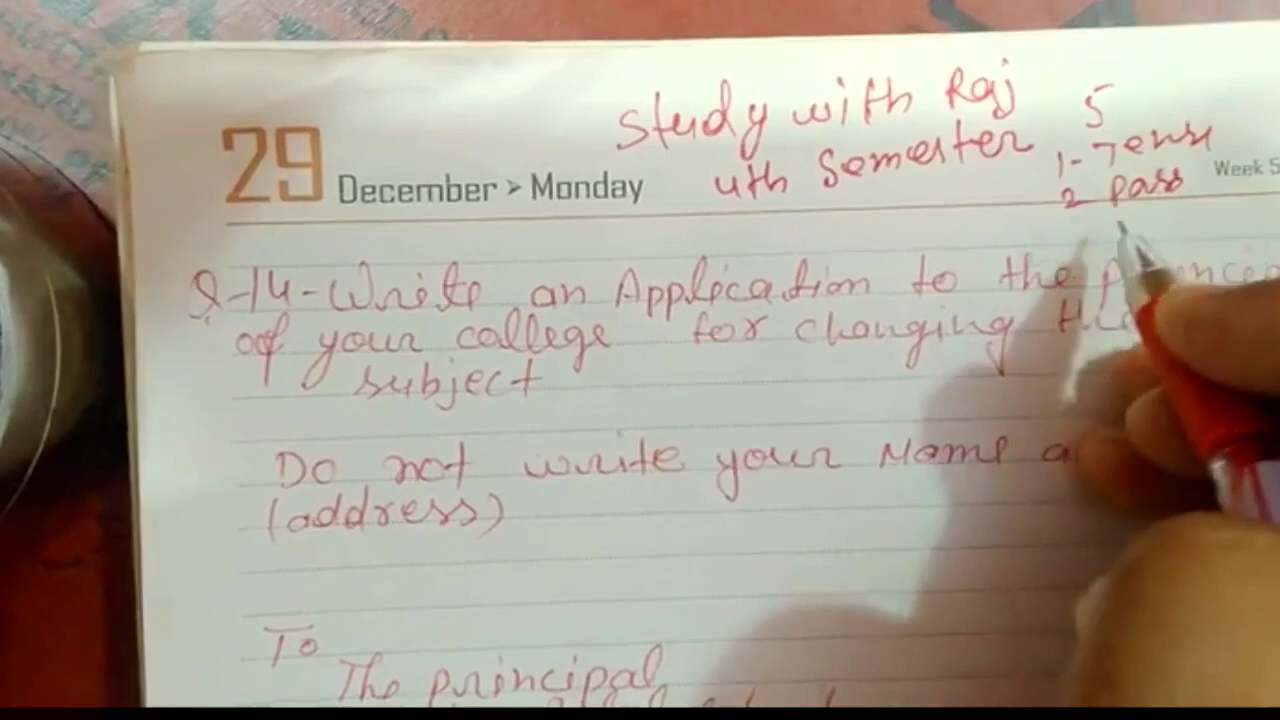 Study with Raj
4th Semester
5
1- Tense
2 pass
29 December > Monday
Week 5
Q-14-Write an Application to the
of your college for changing
subject
Do not write your Name
(address)
To
The principal